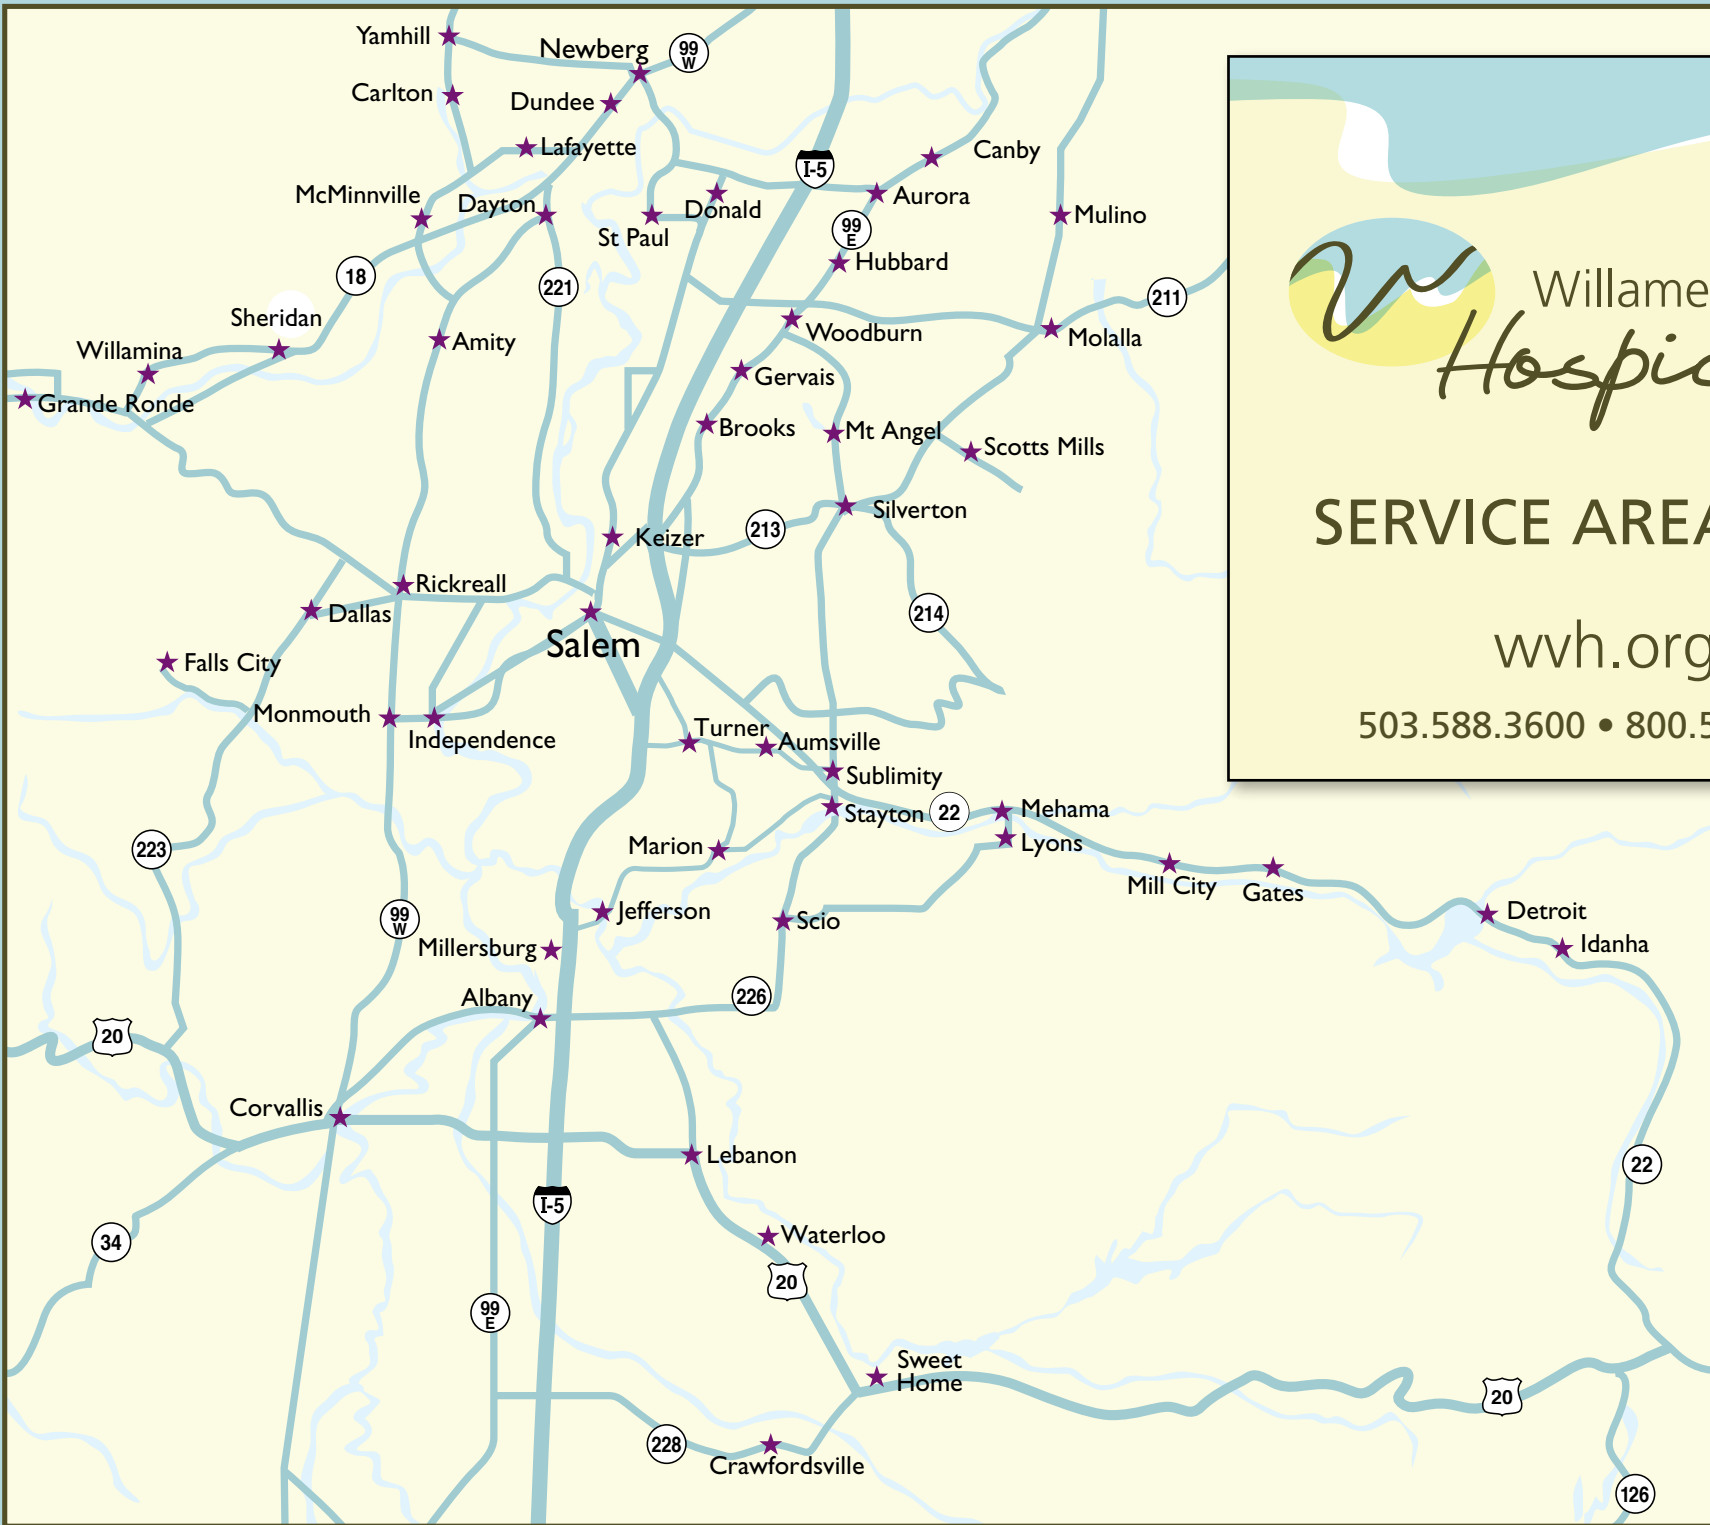 Yamhill
Newberg
99
W
Carlton
Dundee
Lafayette
I-5
Canby
McMinnville
Dayton
Donald
Aurora
St Paul
99
E
Mulino
Hubbard
18
221
211
Sheridan
Woodburn
Molalla
Willamina
Amity
Gervais
Grande Ronde
Brooks
Mt Angel
Scotts Mills
Silverton
213
Keizer
Rickreall
Dallas
214
Salem
Falls City
Monmouth
Independence
Turner
Aumsville
Sublimity
Stayton
22
Mehama
Lyons
223
Marion
Mill City
Gates
99
W
Jefferson
Scio
Detroit
Millersburg
Idanha
Albany
226
20
Corvallis
Lebanon
22
I-5
34
Waterloo
20
99
E
Sweet
Home
20
228
Crawfordsville
126
Willame
Hospic
SERVICE AREA
wvh.org
503.588.3600 • 800.5